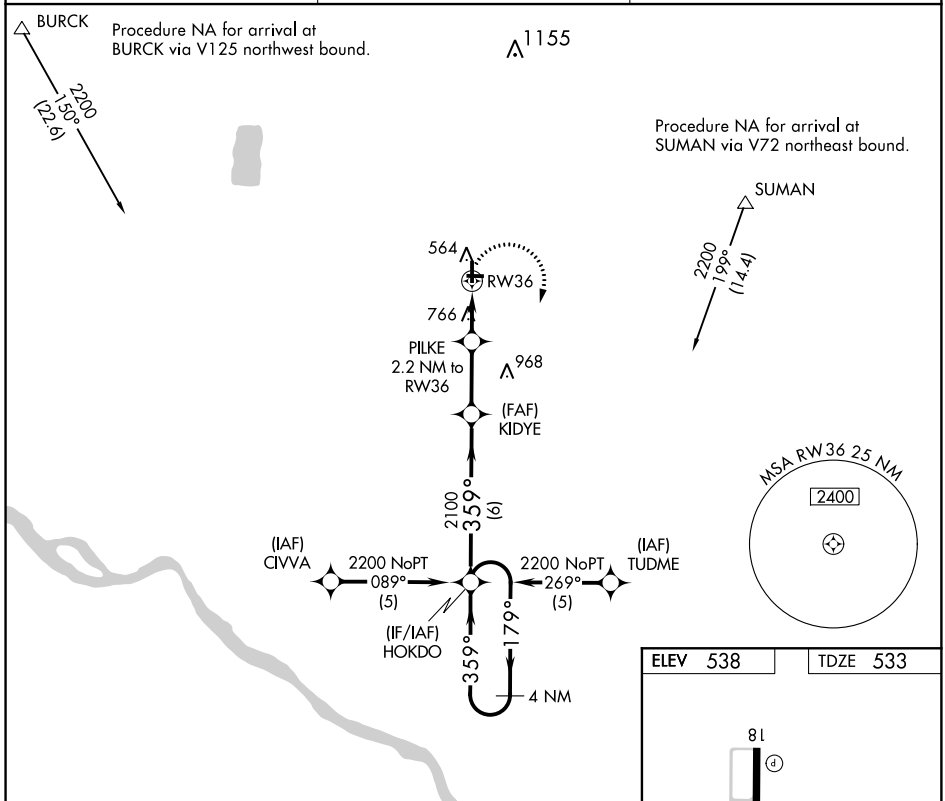 BURCK
Procedure NA for arrival at
BURCK via V125 northwest bound.
1155
2200
150°
(22.6)
Procedure NA for arrival at
SUMAN via V72 northeast bound.
SUMAN
2200
199°
(14.4)
564
RW36
766
PILKE
2.2 NM to
RW36
968
(FAF)
KIDYE
MSA RW36 25 NM
2400
2100
359°
(6)
(IAF)
CIVVA
2200 NoPT
089°
(5)
(IAF)
TUDME
2200 NoPT
269°
(5)
(IF/IAF)
HOKDO
359°
179°
4 NM
ELEV 538
TDZE 533
18
P